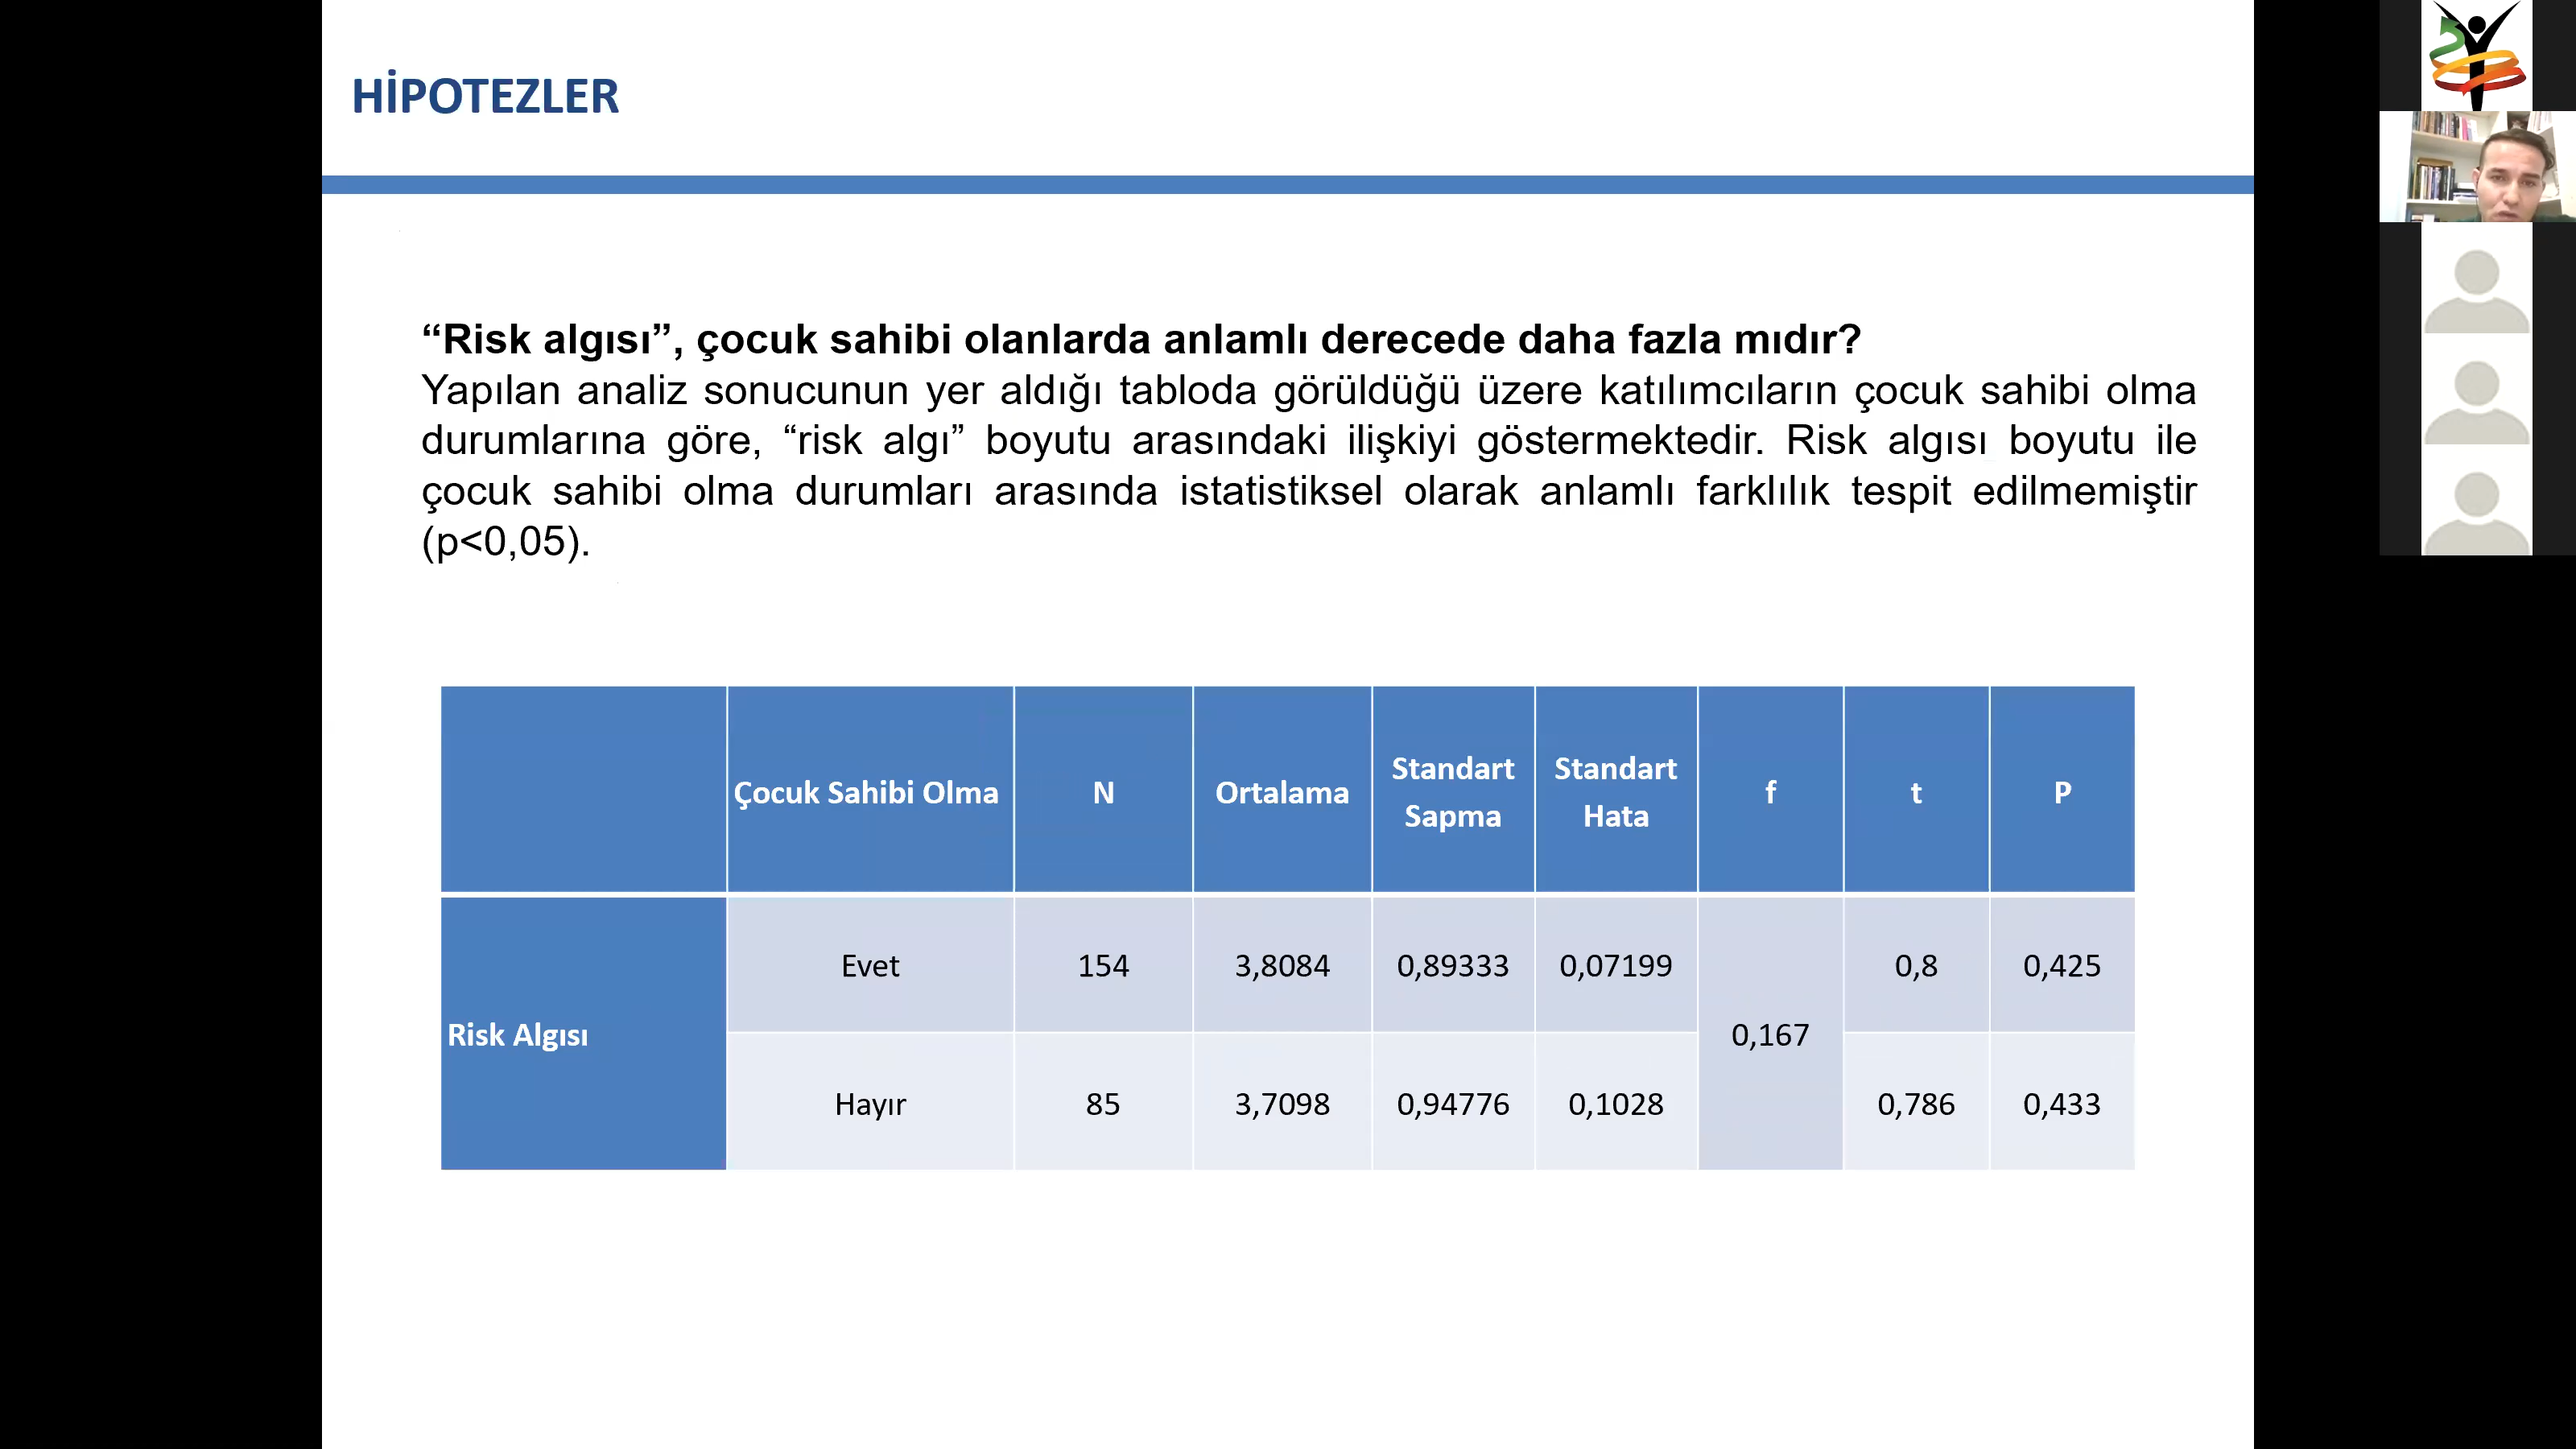 HİPOTEZLER
“Risk algısı”, çocuk sahibi olanlarda anlamlı derecede daha fazla mıdır?
Yapılan analiz sonucunun yer aldığı tabloda görüldüğü üzere katılımcıların çocuk sahibi olma
durumlarına göre, “risk algı” boyutu arasındaki ilişkiyi göstermektedir. Risk algısı boyutu ile
çocuk sahibi olma durumları arasında istatistiksel olarak anlamlı farklılık tespit edilmemiştir
(p<0,05).
Çocuk Sahibi Olma N Ortalama Standart Sapma Standart Hata f t P
Risk Algısı
Evet 154 3,8084 0,89333 0,07199 0,167 0,8 0,425
Hayır 85 3,7098 0,94776 0,1028 0,786 0,433